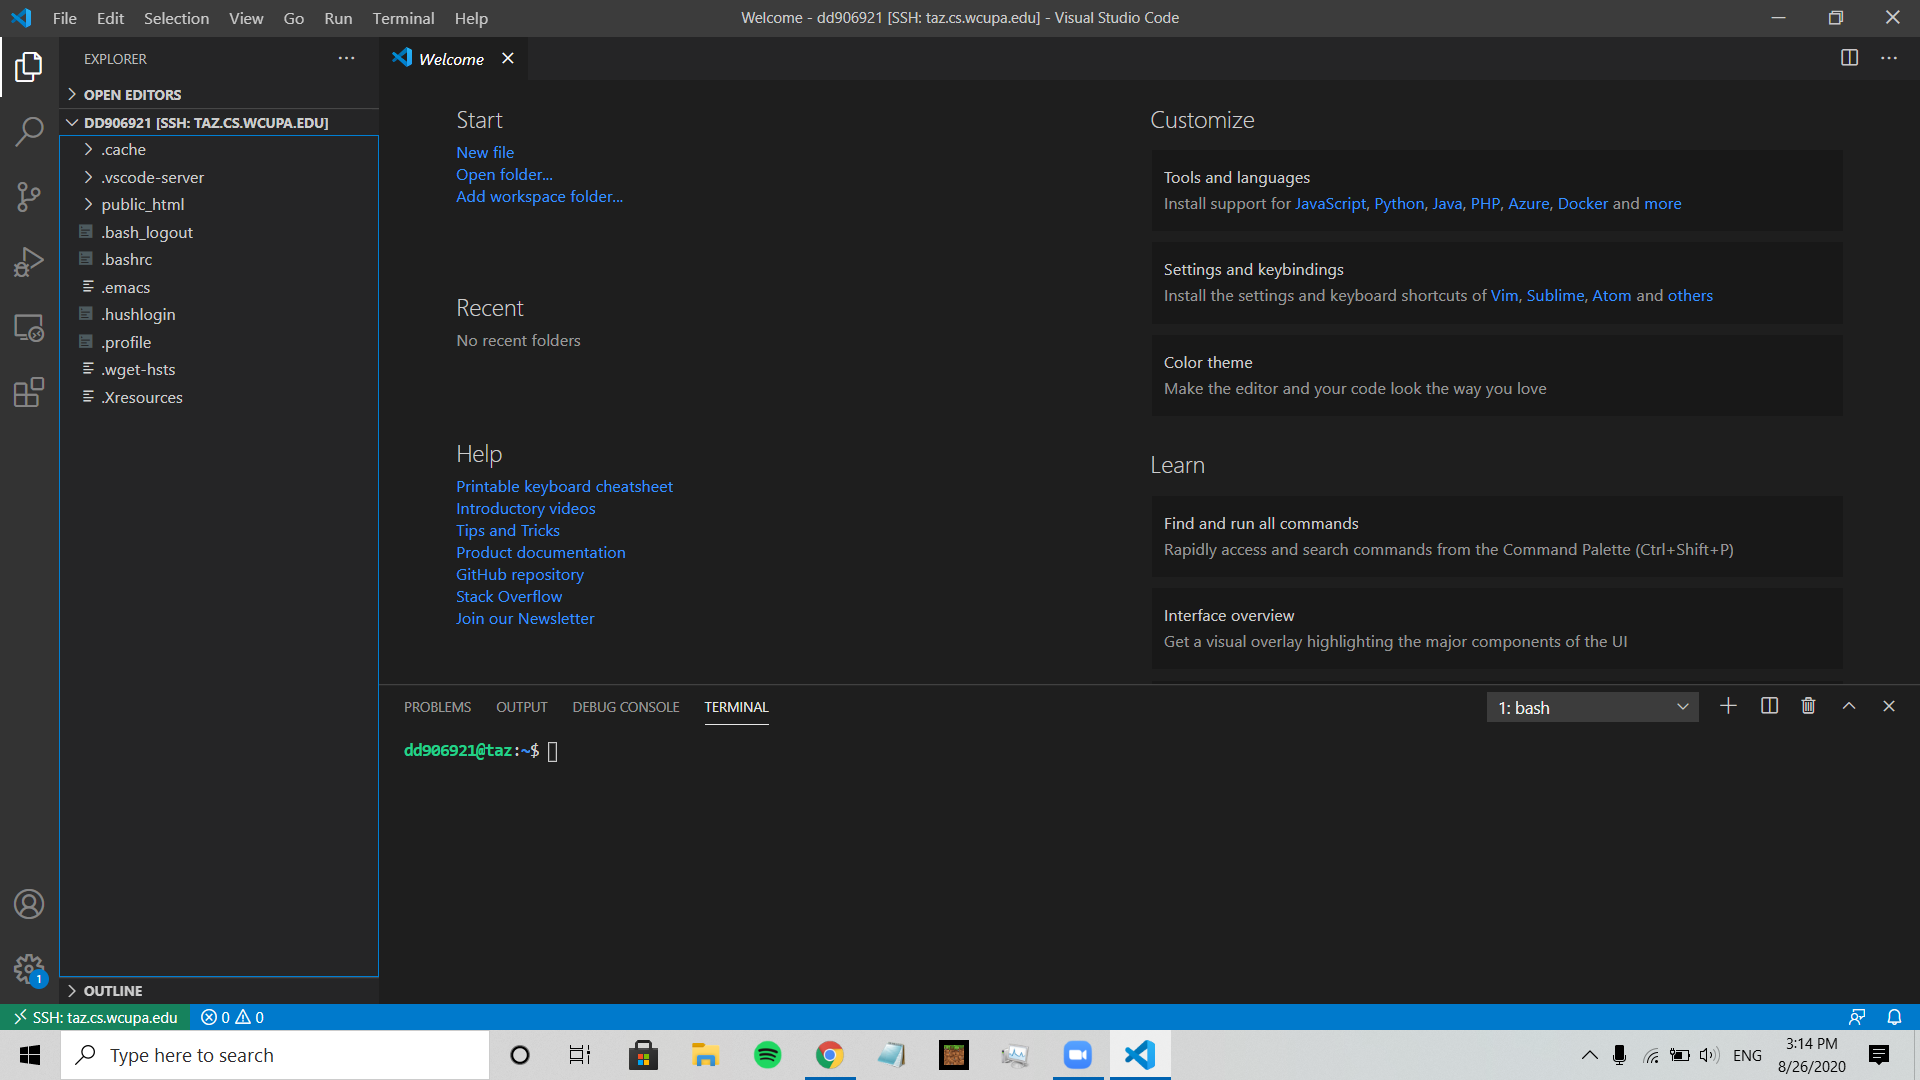 File Edit Selection View Go Run Terminal Help
Welcome - dd906921 [SSH: taz.cs.wcupa.edu] - Visual Studio Code
EXPLORER
OPEN EDITORS
DD906921 [SSH: TAZ.CS.WCUPA.EDU]
.cache
.vscode-server
public_html
.bash_logout
.bashrc
.emacs
.hushlogin
.profile
.wget-hsts
.Xresources
OUTLINE
Welcome
Start
New file
Open folder...
Add workspace folder...
Recent
No recent folders
Help
Printable keyboard cheatsheet
Introductory videos
Tips and Tricks
Product documentation
GitHub repository
Stack Overflow
Join our Newsletter
Customize
Tools and languages
Install support for JavaScript, Python, Java, PHP, Azure, Docker and more
Settings and keybindings
Install the settings and keyboard shortcuts of Vim, Sublime, Atom and others
Color theme
Make the editor and your code look the way you love
Learn
Find and run all commands
Rapidly access and search commands from the Command Palette (Ctrl+Shift+P)
Interface overview
Get a visual overlay highlighting the major components of the UI
PROBLEMS OUTPUT DEBUG CONSOLE TERMINAL
1: bash
dd906921@taz:~$
1
SSH: taz.cs.wcupa.edu 0 0
Type here to search
ENG
3:14 PM
8/26/2020